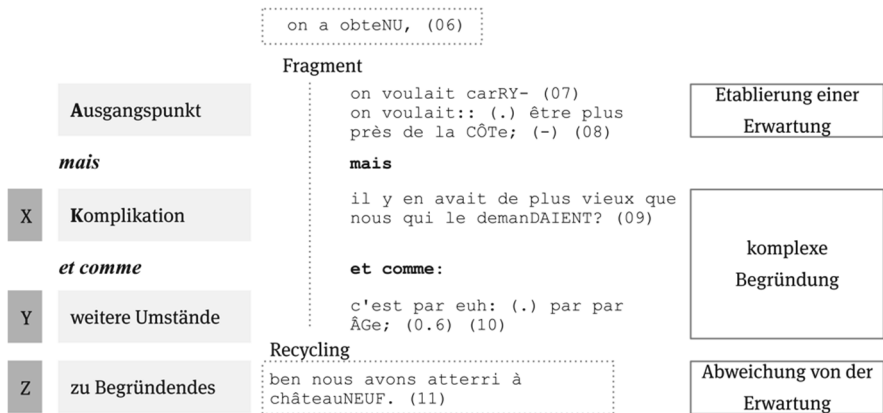 on a obteNU, (06)
Fragment
Ausgangspunkt
on voulait carRY- (07)
on voulait:: (.) être plus
près de la CÔTe; (-) (08)
Etablierung einer
Erwartung
mais
mais
X
Komplikation
il y en avait de plus vieux que
nous qui le demanDAIENT? (09)
komplexe
Begründung
et comme
et comme:
Y
weitere Umstände
c'est par euh: (.) par par
ÂGe; (0.6) (10)
Recycling
Z
zu Begründendes
ben nous avons atterri à
châteauNEUF. (11)
Abweichung von der
Erwartung